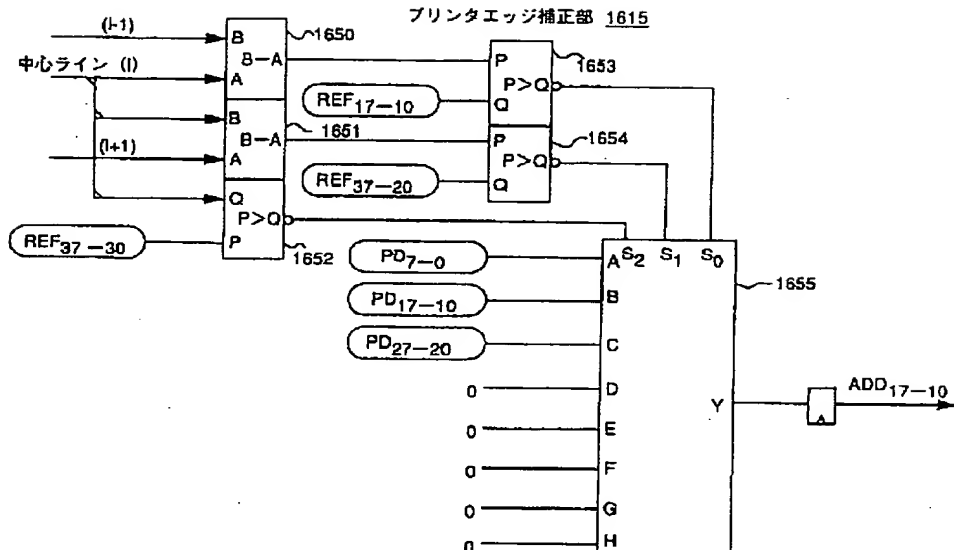 プリンタエッジ補正部 1615
(l-1)
B
B-A
A
1650
中心ライン (l)
B
B-A
A
1651
(l+1)
Q
P>Q
P
1652
REF37-30
P
P>Q
Q
1653
REF17-10
P
P>Q
Q
1654
REF37-20
S2 S1 S0
1655
PD7-0
A
PD17-10
B
PD27-20
C
0
D
0
E
0
F
0
G
0
H
Y
ADD17-10